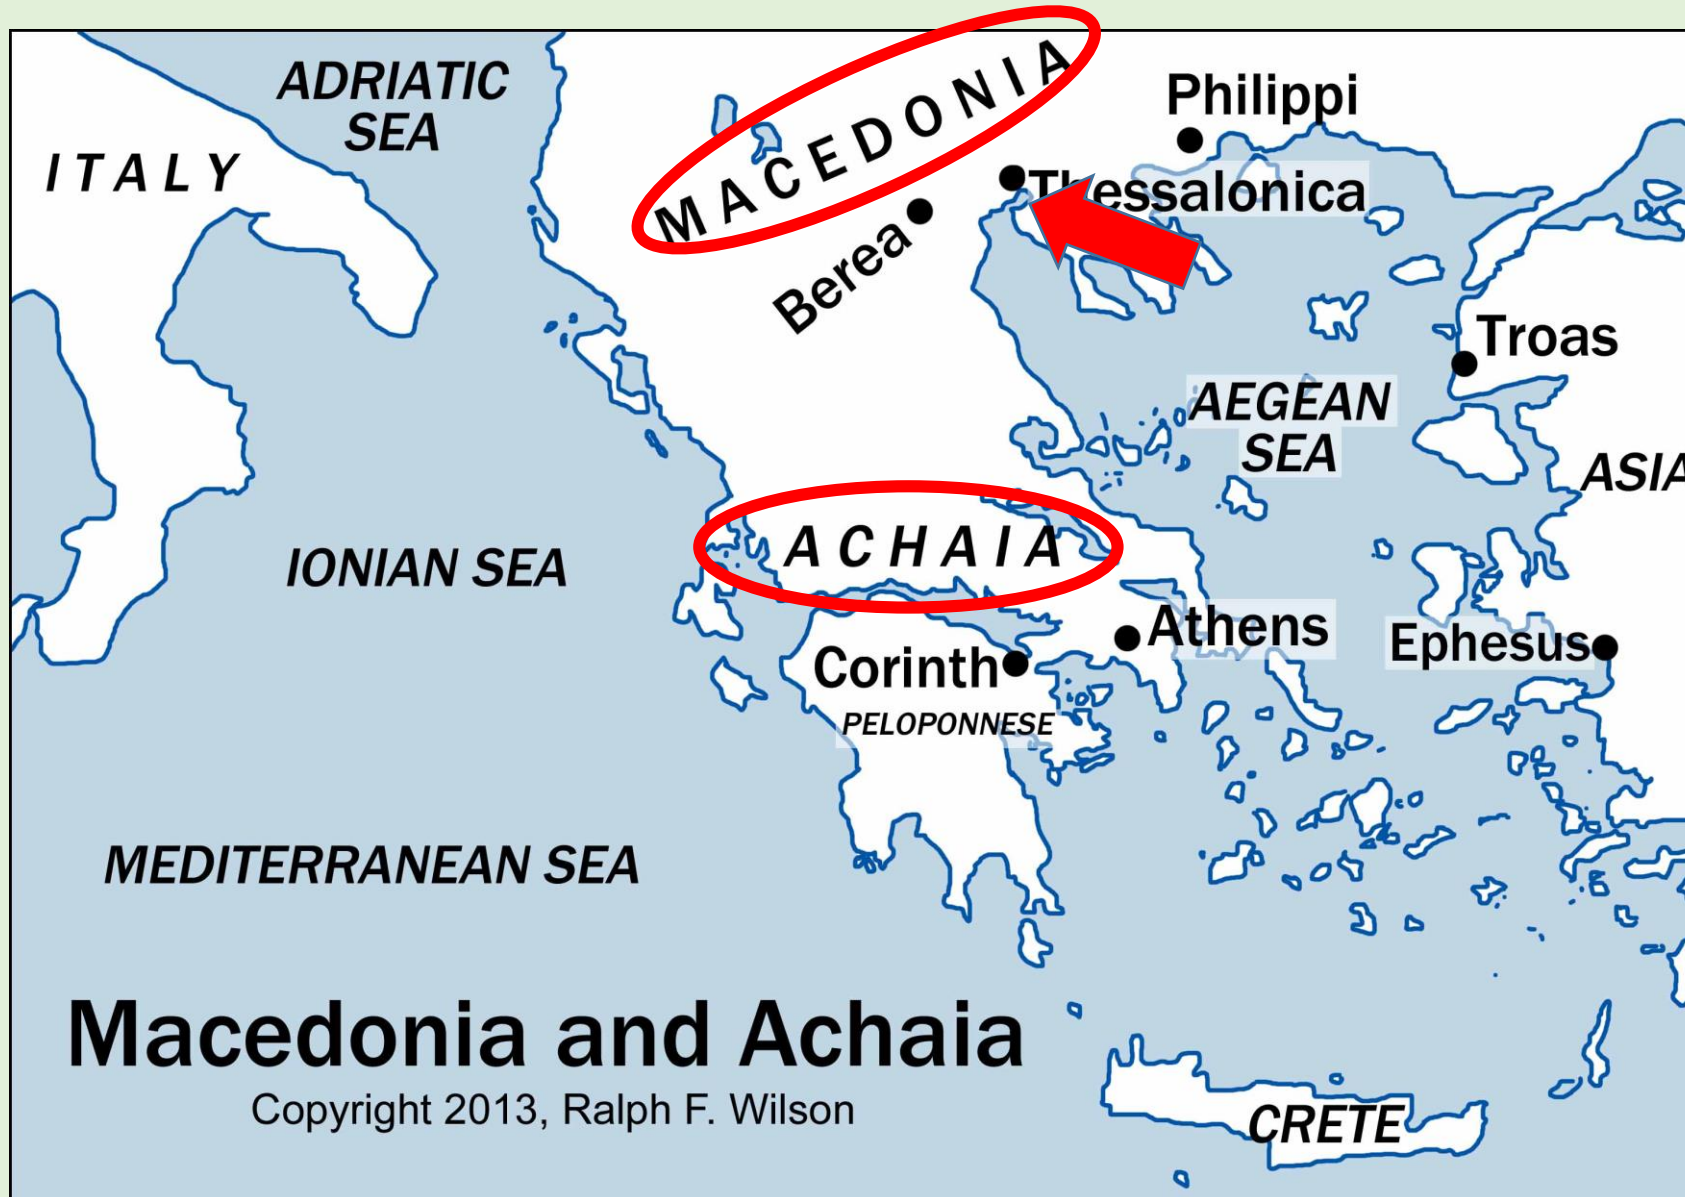 ADRIATIC
SEA
MACEDONIA
Philippi
ITALY
Thessalonica
Berea
Troas
AEGEAN
SEA
ASIA
ACHAIA
IONIAN SEA
Athens
Ephesus
Corinth
PELOPONNESE
MEDITERRANEAN SEA
Macedonia and Achaia
Copyright 2013, Ralph F. Wilson
CRETE